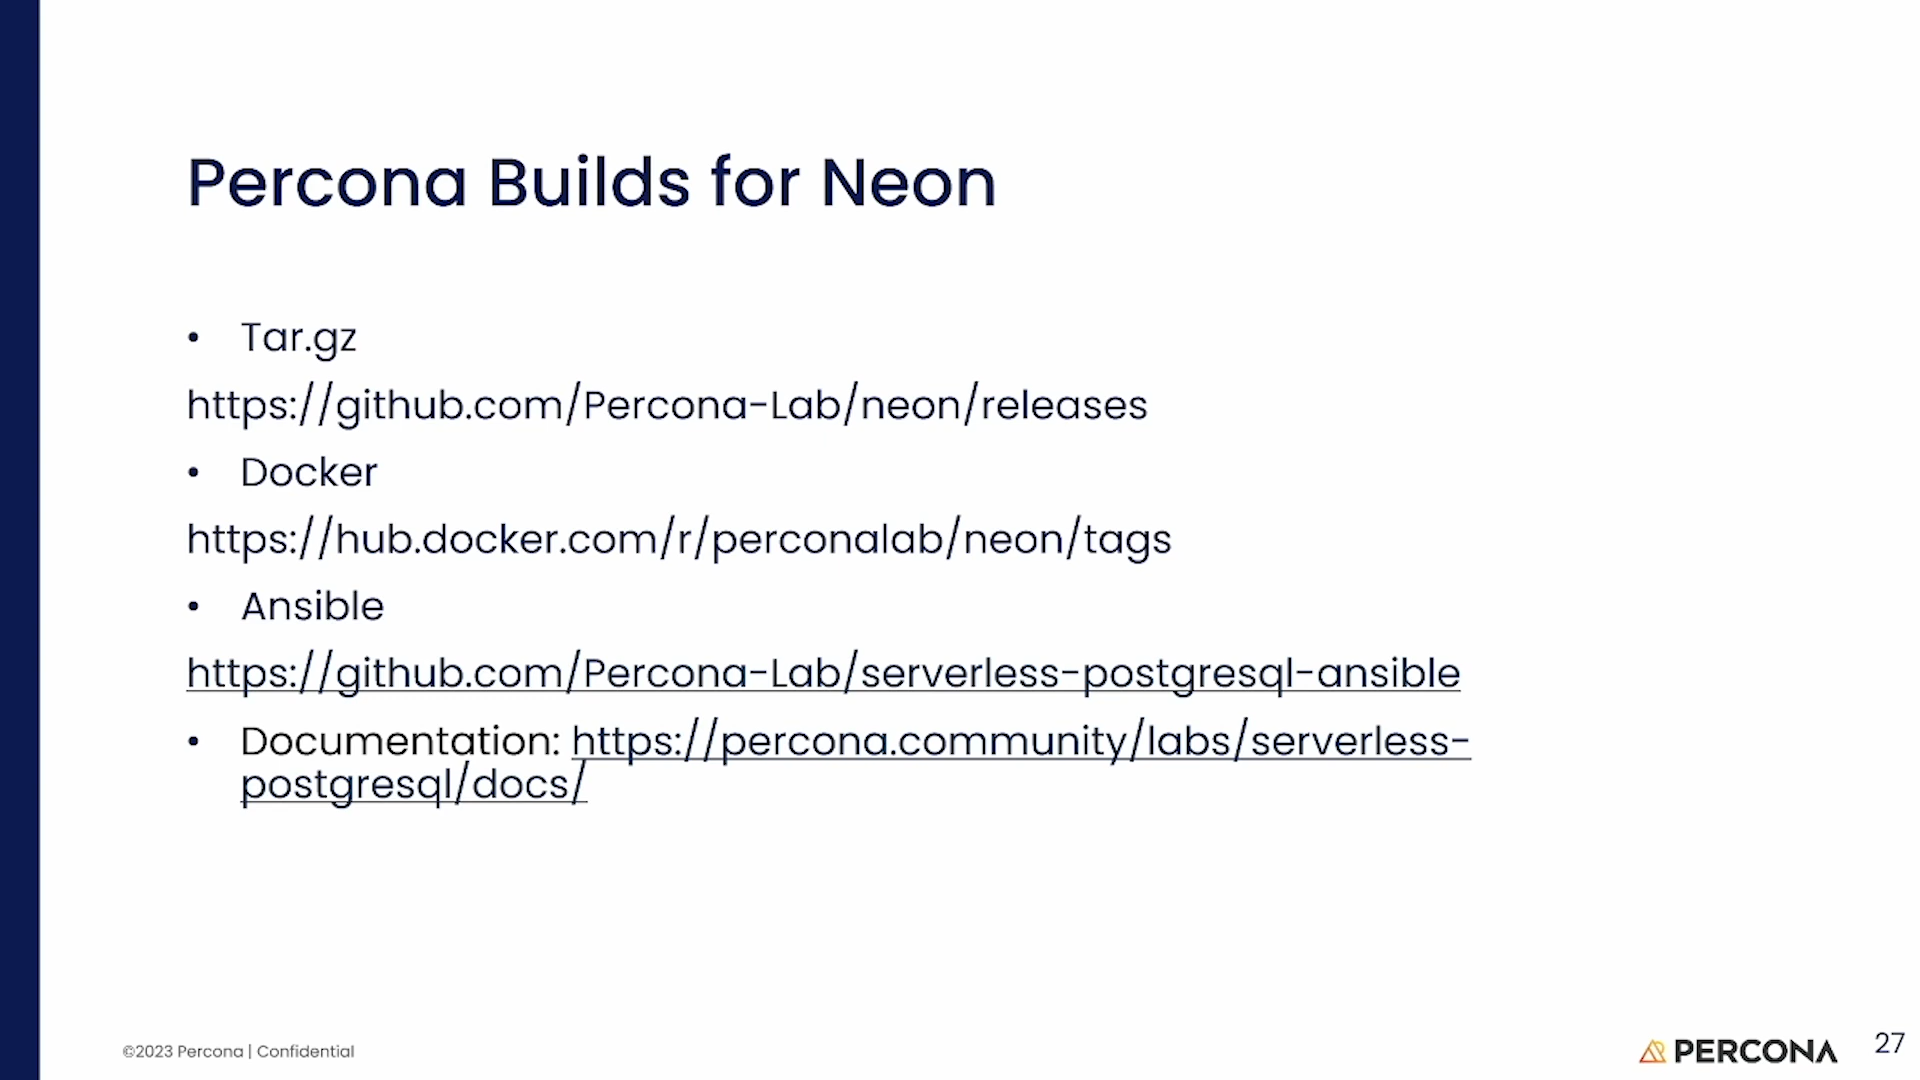 Percona Builds for Neon
• Tar.gz
https://github.com/Percona-Lab/neon/releases
• Docker
https://hub.docker.com/r/perconalab/neon/tags
• Ansible
https://github.com/Percona-Lab/serverless-postgresql-ansible
• Documentation: https://percona.community/labs/serverless-
postgresql/docs/
©2023 Percona | Confidential
PERCONA
27